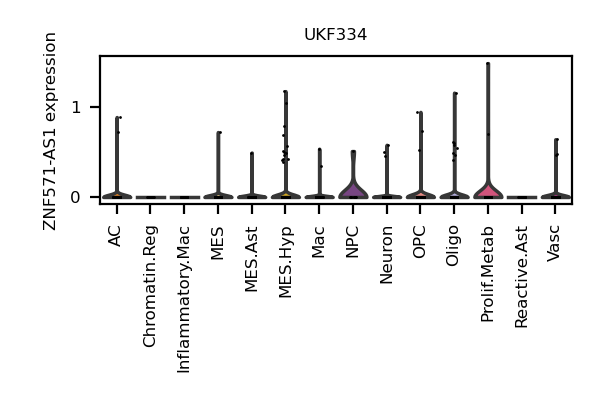 UKF334
ZNF571-AS1 expression
1
0
AC
Chromatin.Reg
Inflammatory.Mac
MES
MES.Ast
MES.Hyp
Mac
NPC
Neuron
OPC
Oligo
Prolif.Metab
Reactive.Ast
Vasc